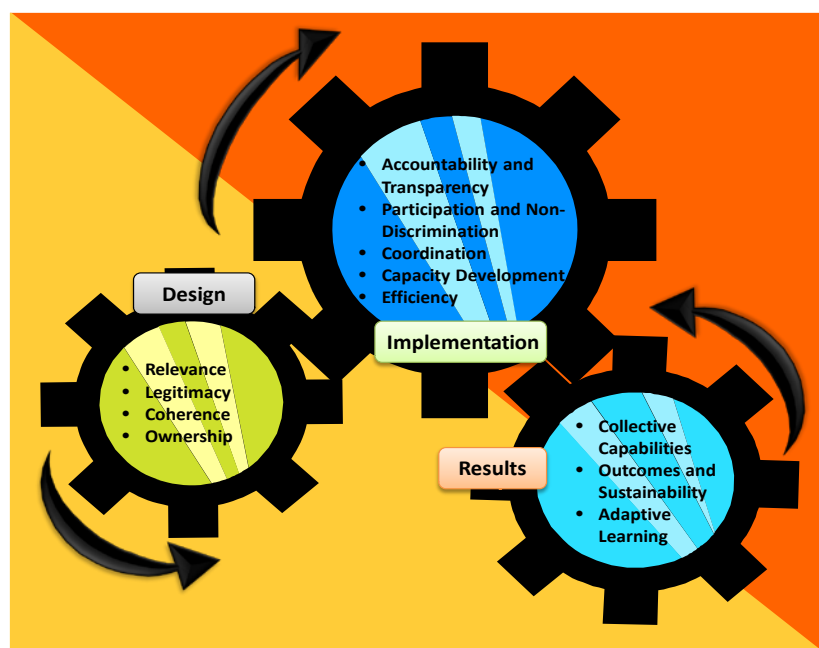 Design
• Relevance
• Legitimacy
• Coherence
• Ownership
• Accountability and
Transparency
• Participation and Non-
Discrimination
• Coordination
• Capacity Development
• Efficiency
Implementation
Results
• Collective
Capabilities
• Outcomes and
Sustainability
• Adaptive
Learning